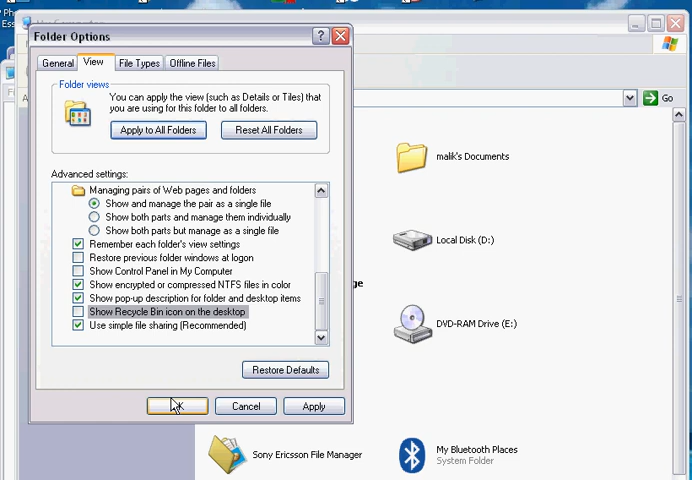 Folder Options
General
View
File Types
Offline Files
Folder views
You can apply the view (such as Details or Tiles) that
you are using for this folder to all folders.
Apply to All Folders
Reset All Folders
Advanced settings:
Managing pairs of Web pages and folders
Show and manage the pair as a single file
Show both parts and manage them individually
Show both parts but manage as a single file
Remember each folder's view settings
Restore previous folder windows at logon
Show Control Panel in My Computer
Show encrypted or compressed NTFS files in color
Show pop-up description for folder and desktop items
Show Recycle Bin icon on the desktop
Use simple file sharing (Recommended)
Restore Defaults
OK
Cancel
Apply
Go
malik's Documents
Local Disk (D:)
DVD-RAM Drive (E:)
Sony Ericsson File Manager
My Bluetooth Places
System Folder